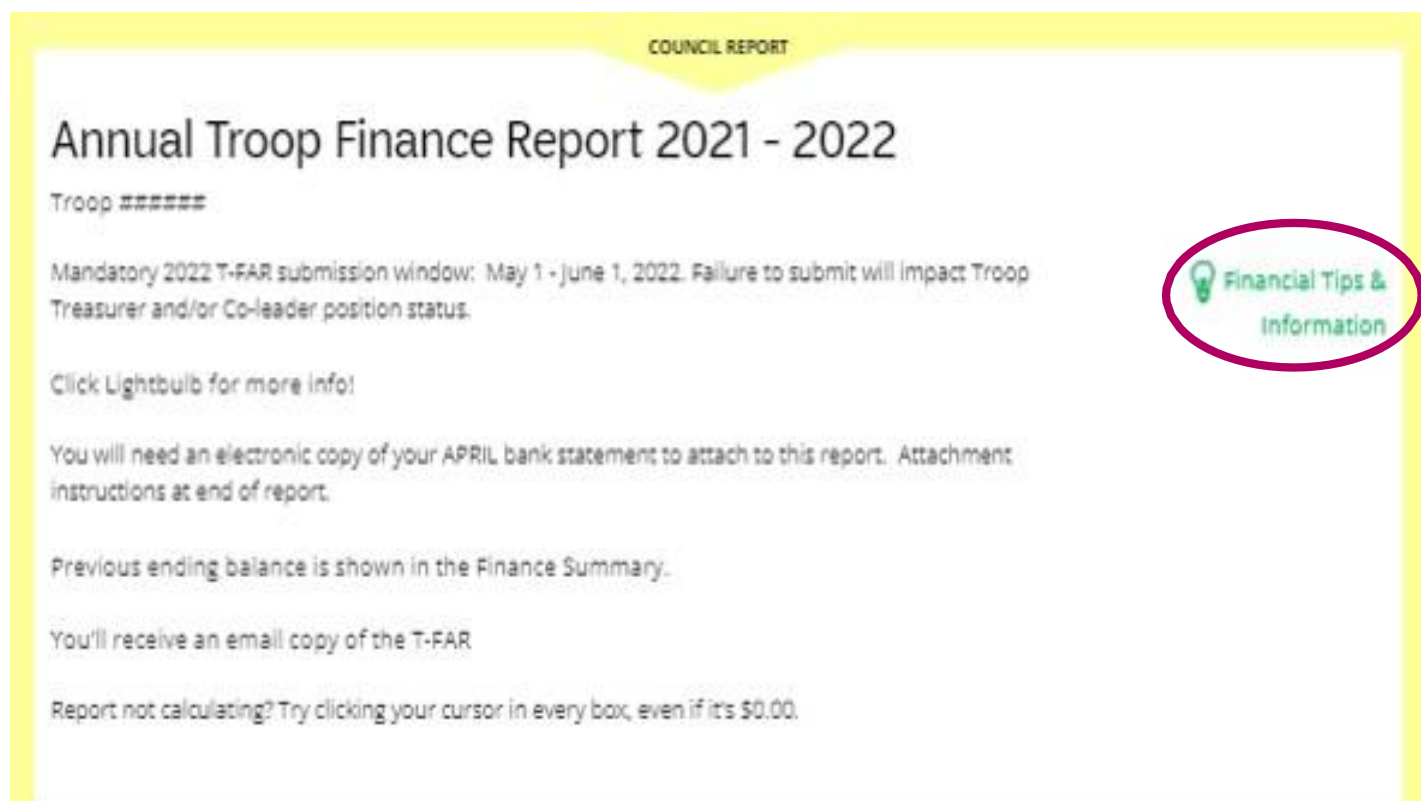 COUNCIL REPORT
Annual Troop Finance Report 2021 - 2022
Troop ######
Mandatory 2022 T-FAR submission window: May 1 - June 1, 2022. Failure to submit will impact Troop
Treasurer and/or Co-leader position status.
Financial Tips &
Information
Click Lightbulb for more info!
You will need an electronic copy of your APRIL bank statement to attach to this report. Attachment
instructions at end of report.
Previous ending balance is shown in the Finance Summary.
You'll receive an email copy of the T-FAR
Report not calculating? Try clicking your cursor in every box, even if it's $0.00.